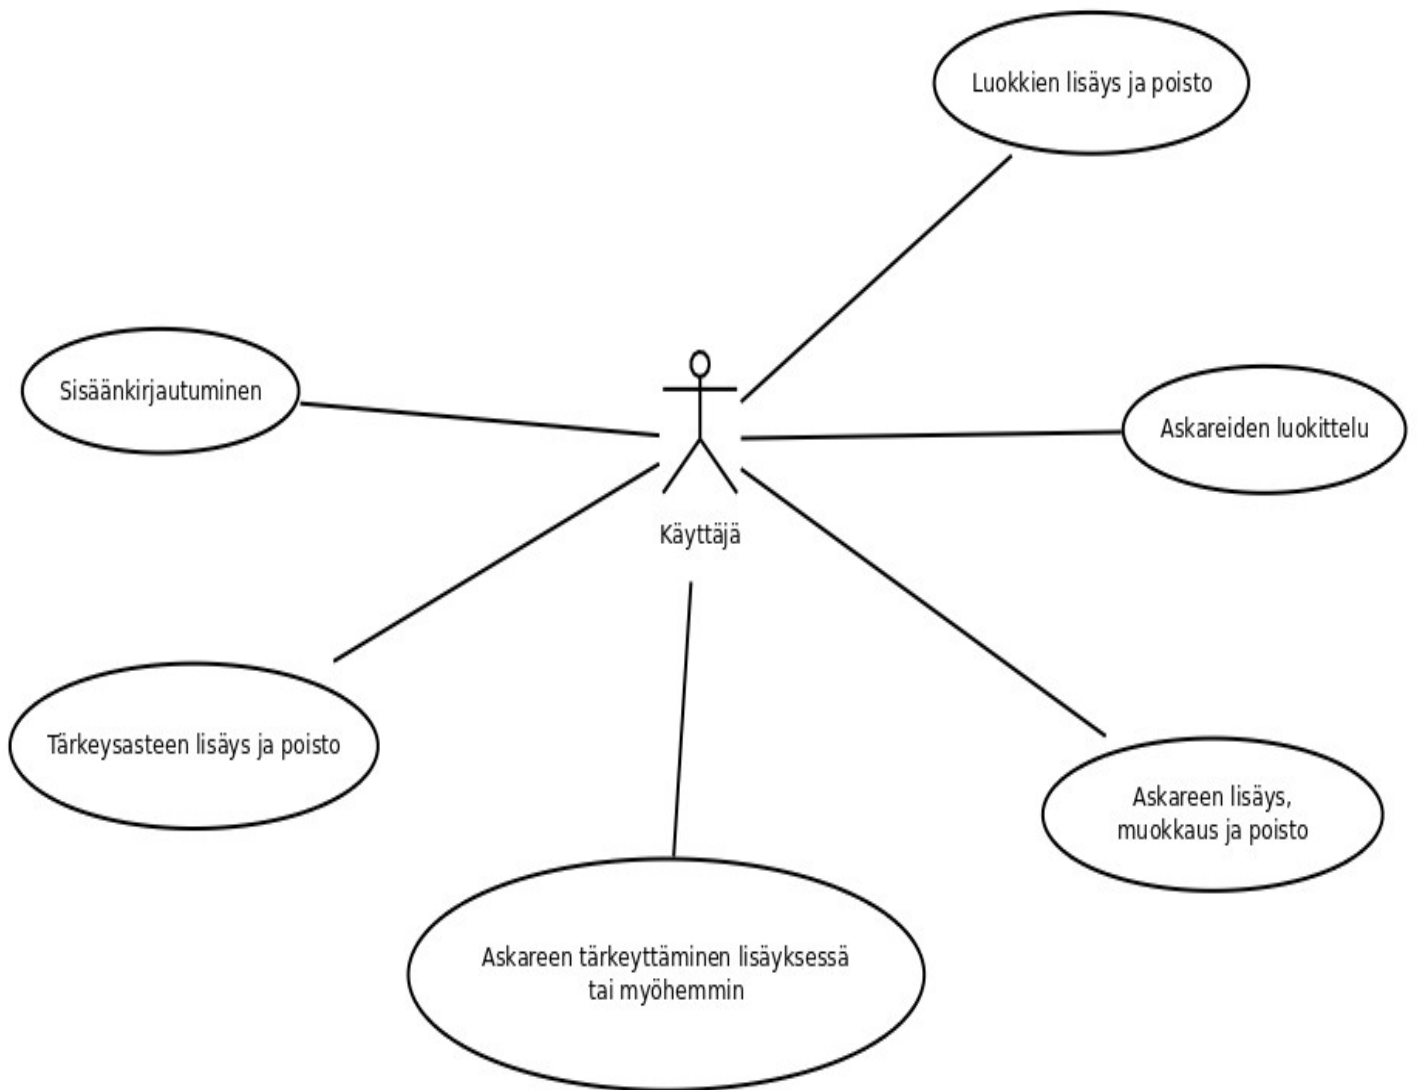 Luokkien lisäys ja poisto
Sisäänkirjautuminen
Askareiden luokittelu
Käyttäjä
Tärkeysasteen lisäys ja poisto
Askareen lisäys,
muokkaus ja poisto
Askareen tärkeyttäminen lisäyksessä
tai myöhemmin